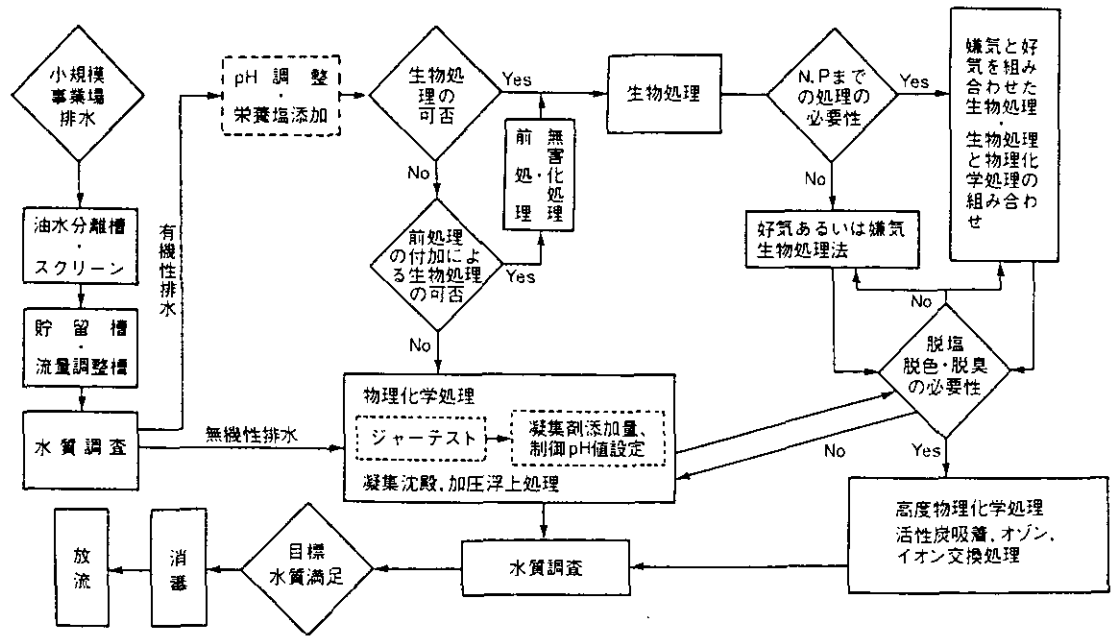 小規模
事業場
排水
油水分離槽
・
スクリーン
貯留槽
・
流量調整槽
水質調査
有機性排水
無機性排水
pH調整
・
栄養塩添加
生物処
理の
可否
Yes
No
前処理
の付加によ
る生物処理
の可否
Yes
No
前処理・
無害化処理
生物処理
N,Pまで
の処理の
必要性
Yes
No
嫌気と好
気を組み
合わせた
生物処理
・
生物処理
と物理化
学処理の
組み合わ
せ
好気あるいは嫌気
生物処理法
No
脱塩
脱色・脱臭
の必要性
No
Yes
物理化学処理
ジャーテスト
凝集剤添加量、
制御pH値設定
凝集沈殿、加圧浮上処理
高度物理化学処理
活性炭吸着、オゾン、
イオン交換処理
水質調査
目標
水質満足
消毒
放流